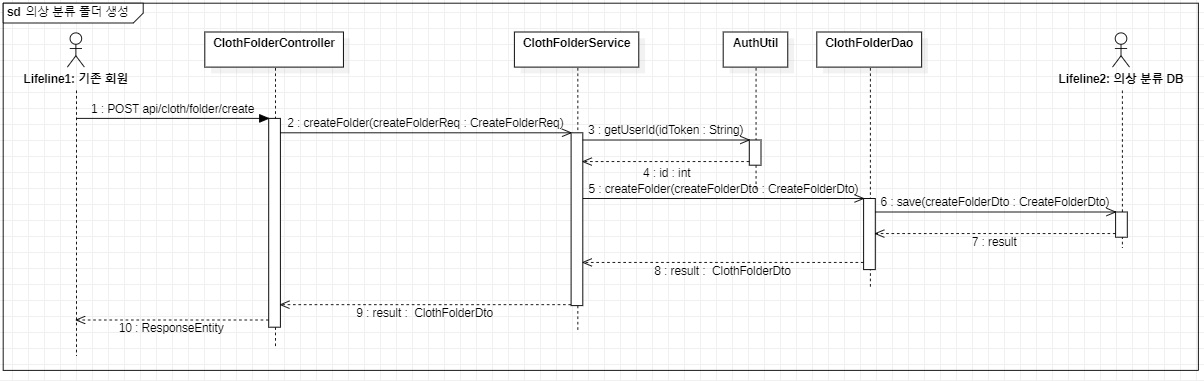 sd 의상 분류 폴더 생성
Lifeline1: 기존 회원
ClothFolderController
ClothFolderService
AuthUtil
ClothFolderDao
Lifeline2: 의상 분류 DB
1 : POST api/cloth/folder/create
2 : createFolder(createFolderReq : CreateFolderReq)
3 : getUserId(idToken : String)
4 : id : int
5 : createFolder(createFolderDto : CreateFolderDto)
6 : save(createFolderDto : CreateFolderDto)
7 : result
8 : result : ClothFolderDto
9 : result : ClothFolderDto
10 : ResponseEntity